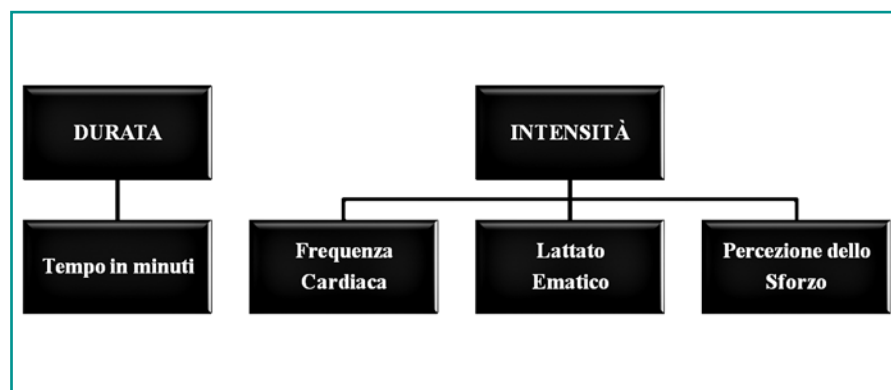 DURATA
INTENSITÀ
Tempo in minuti
Frequenza
Cardiaca
Lattato
Ematico
Percezione dello
Sforzo